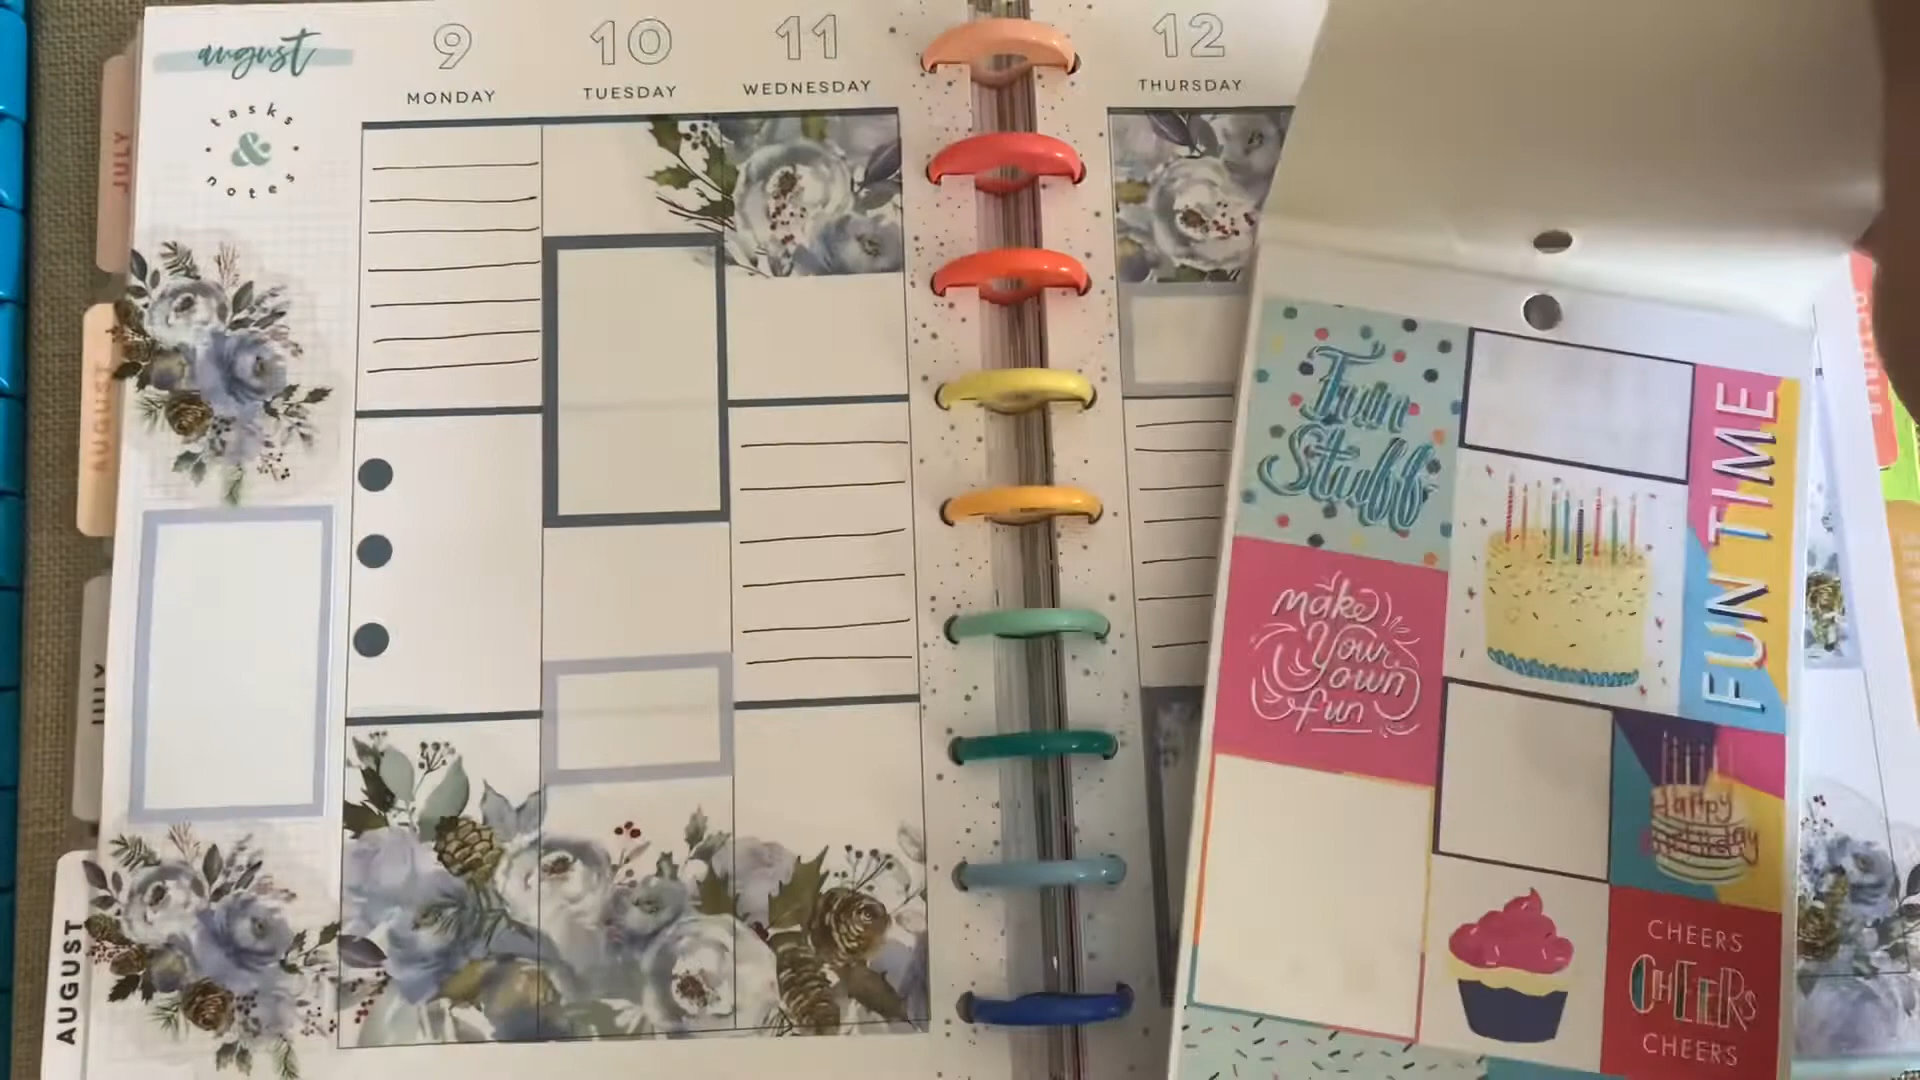 august
tasks
&
notes
9
MONDAY
10
TUESDAY
11
WEDNESDAY
12
THURSDAY
JULY
AUGUST
JULY
AUGUST
Fun
Stuff
FUN TIME
make
Your
own
fun
Happy
Birthday
CHEERS
CHEERS
CHEERS